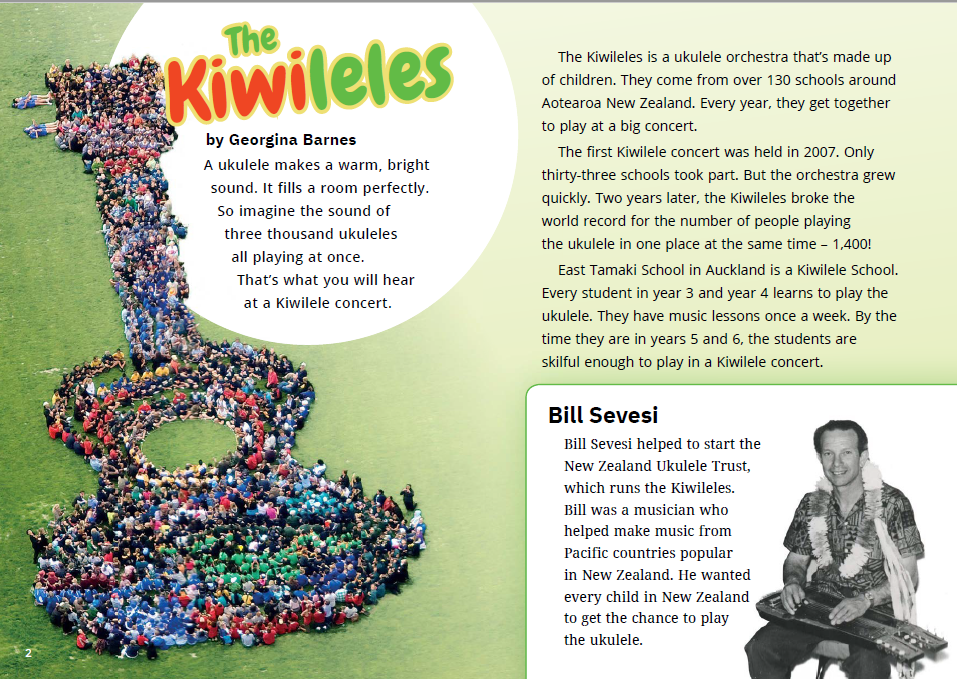 The
Kiwileles
by Georgina Barnes
A ukulele makes a warm, bright
sound. It fills a room perfectly.
So imagine the sound of
three thousand ukuleles
all playing at once.
That’s what you will hear
at a Kiwilele concert.
2
The Kiwileles is a ukulele orchestra that’s made up
of children. They come from over 130 schools around
Aotearoa New Zealand. Every year, they get together
to play at a big concert.
The first Kiwilele concert was held in 2007. Only
thirty-three schools took part. But the orchestra grew
quickly. Two years later, the Kiwileles broke the
world record for the number of people playing
the ukulele in one place at the same time – 1,400!
East Tamaki School in Auckland is a Kiwilele School.
Every student in year 3 and year 4 learns to play the
ukulele. They have music lessons once a week. By the
time they are in years 5 and 6, the students are
skilful enough to play in a Kiwilele concert.
Bill Sevesi
Bill Sevesi helped to start the
New Zealand Ukulele Trust,
which runs the Kiwileles.
Bill was a musician who
helped make music from
Pacific countries popular
in New Zealand. He wanted
every child in New Zealand
to get the chance to play
the ukulele.